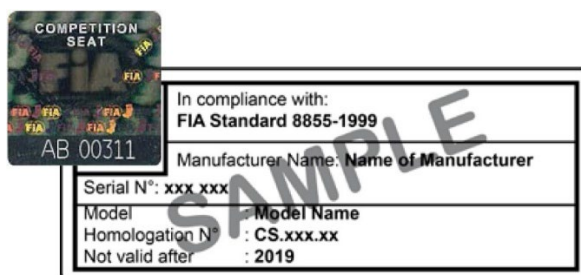 COMPETITION
SEAT
FIA
AB 00311
In compliance with:
FIA Standard 8855-1999
Manufacturer Name: Name of Manufacturer
Serial N°: xxx xxx
Model : Model Name
Homologation N° : CS.xxx.xx
Not valid after : 2019
SAMPLE